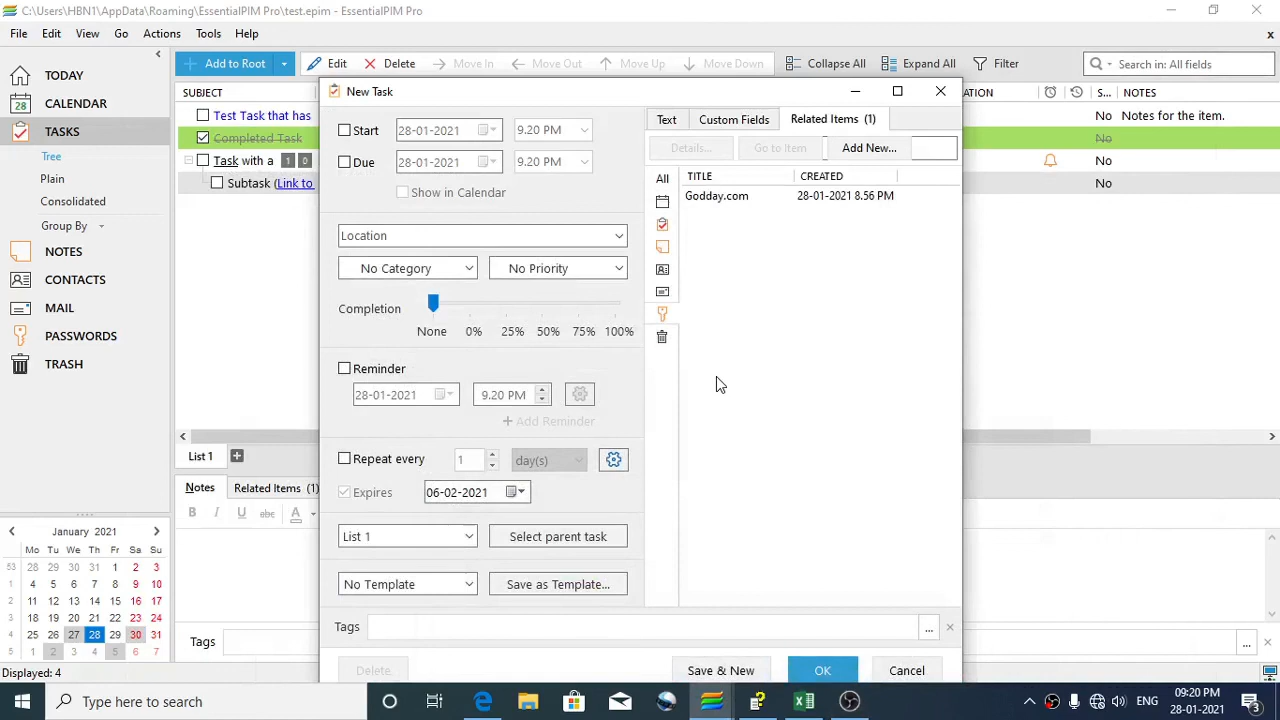 C:\Users\HBN1\AppData\Roaming\EssentialPIM Pro\test.epim - EssentialPIM Pro
File Edit View Go Actions Tools Help x
TODAY
28 CALENDAR
TASKS
Tree
Plain
Consolidated
Group By
NOTES
CONTACTS
MAIL
PASSWORDS
TRASH
Add to Root Edit Delete Move In Move Out Move Up Move Down Collapse All Expand All Filter Search in: All fields
SUBJECT ATION S... NOTES
Test Task that has No Notes for the item.
Completed Task No
Task with a 1 0 No
Subtask (Link to No
List 1
Notes Related Items (1)
B I U abc A
Tags ...
January 2021
Mo Tu We Th Fr Sa Su
53 28 29 30 31 1 2 3
1 4 5 6 7 8 9 10
2 11 12 13 14 15 16 17
3 18 19 20 21 22 23 24
4 25 26 27 28 29 30 31
5 1 2 3 4 5 6 7
Displayed: 4
New Task
Start 28-01-2021 9.20 PM
Due 28-01-2021 9.20 PM
Show in Calendar
Location
No Category No Priority
Completion
None 0% 25% 50% 75% 100%
Reminder
28-01-2021 9.20 PM
Add Reminder
Repeat every 1 day(s)
Expires 06-02-2021
List 1 Select parent task
No Template Save as Template...
Text Custom Fields Related Items (1)
Details... Go to Item Add New...
All
TITLE CREATED
Godday.com 28-01-2021 8.56 PM
Tags ...
Delete Save & New OK Cancel
Type here to search
ENG 09:20 PM
28-01-2021
3